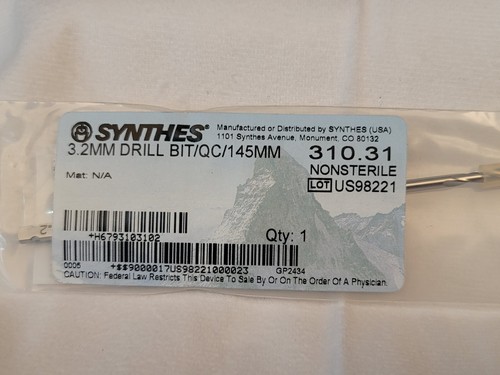 SYNTHES®
Manufactured or Distributed by SYNTHES (USA)
1101 Synthes Avenue, Monument, CO 80132
3.2MM DRILL BIT/QC/145MM
310.31
Mat: N/A
NONSTERILE
LOT US98221
+H6793103102
Qty: 1
0006
+$$9000017US98221000023
GP2434
CAUTION: Federal Law Restricts This Device To Sale By Or On The Order Of A Physician.